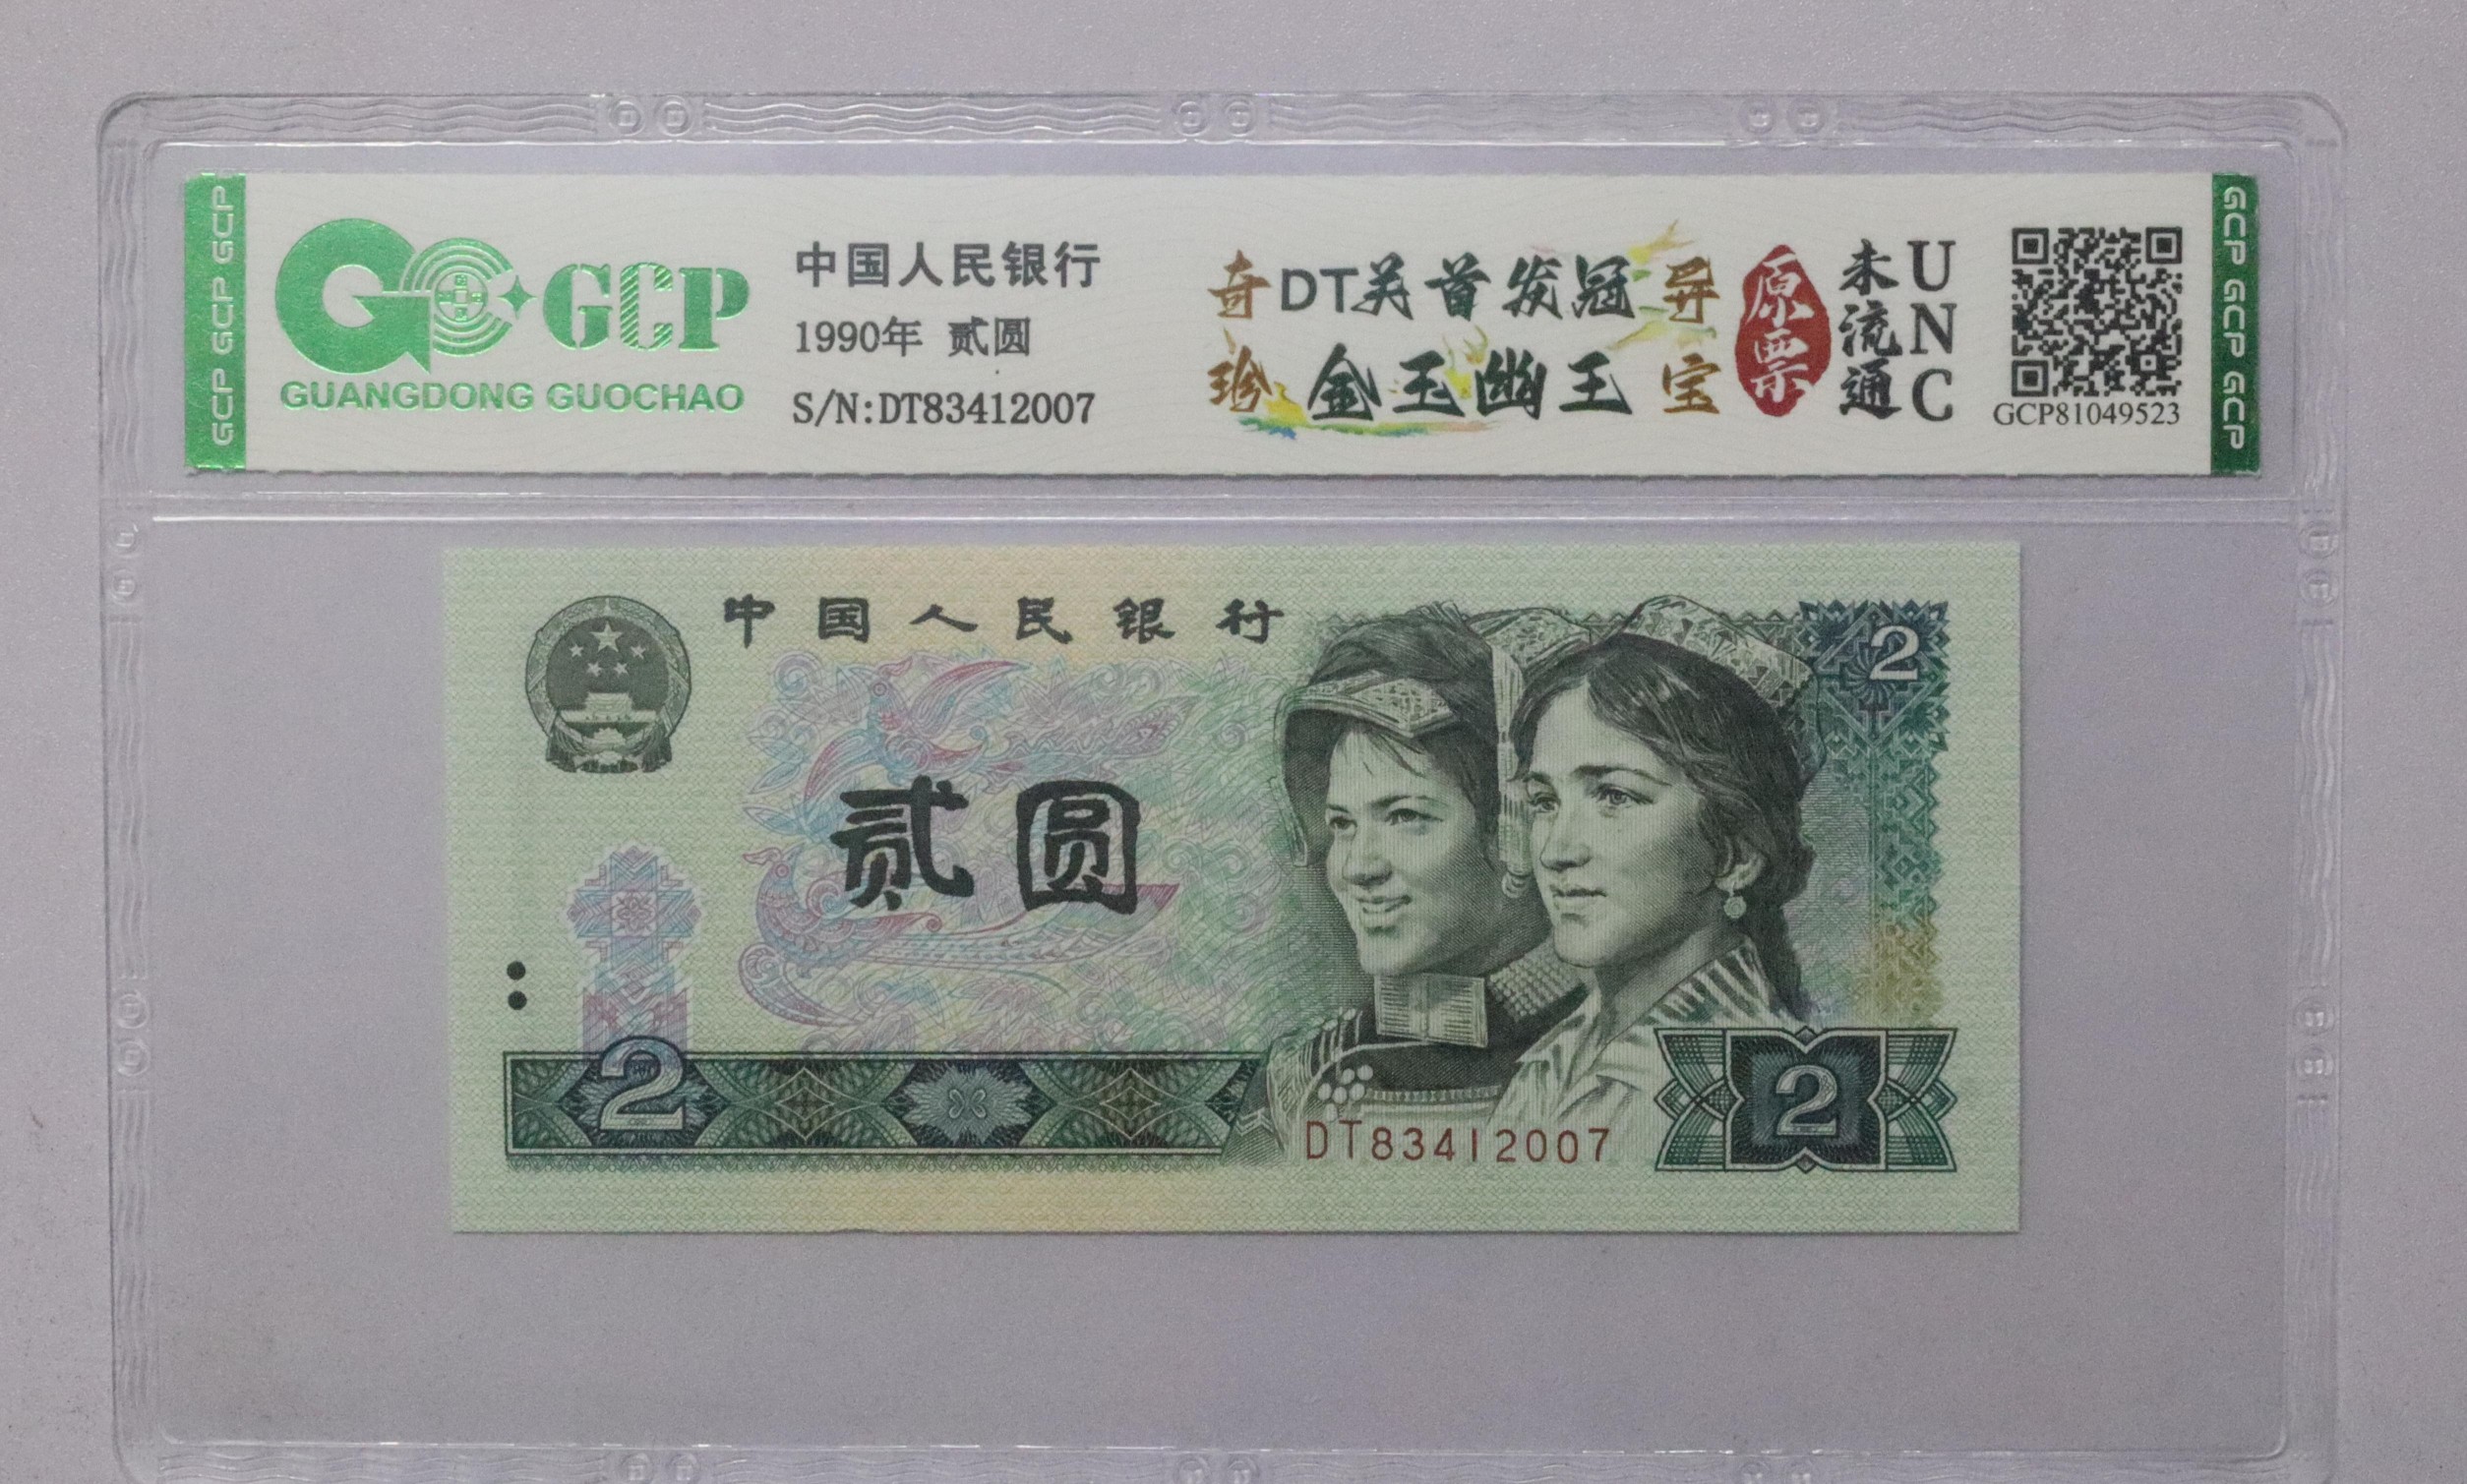 GCP GCP GCP
GCP
GUANGDONG GUOCHAO
中国人民银行
1990年 贰圆
S/N:DT83412007
奇DT关首发冠异
珍金玉幽王宝
原票
未流通
UNC
GCP81049523
GCP GCP GCP
中国人民银行
2
贰圆
2
DT83412007
2